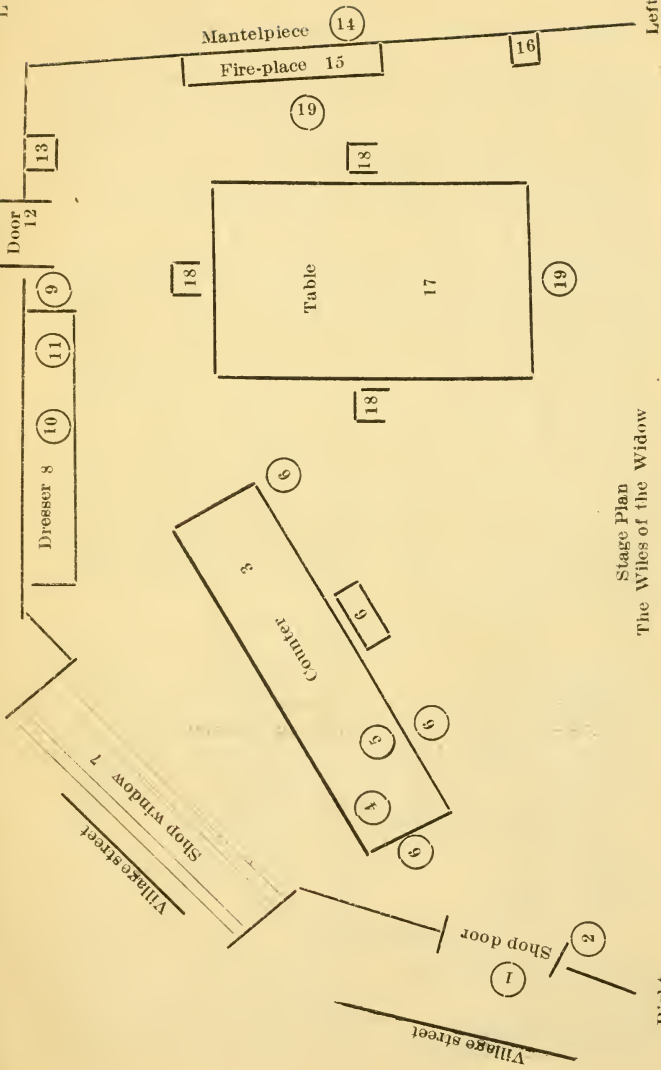 L
Left
Mantelpiece 14
Fire-place 15
16
19
13
Door
12
18
18
18
Table
17
19
9
11
10
Dresser 8
6
3
Counter
6
6
5
4
6
Shop window 7
Village street
Shop door
1
2
Village street
Stage Plan
The Wiles of the Widow